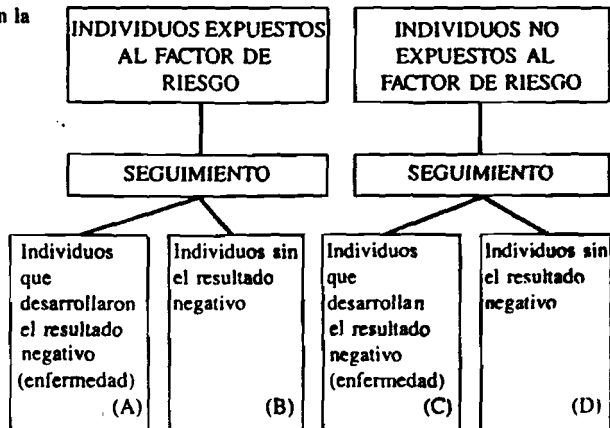 n la
INDIVIDUOS EXPUESTOS
AL FACTOR DE
RIESGO
INDIVIDUOS NO
EXPUESTOS AL
FACTOR DE RIESGO
SEGUIMIENTO
SEGUIMIENTO
Individuos
que
desarrollaron
el resultado
negativo
(enfermedad)
(A)
Individuos sin
el resultado
negativo
(B)
Individuos
que
desarrollan
el resultado
negativo
(enfermedad)
(C)
Individuos sin
el resultado
negativo
(D)